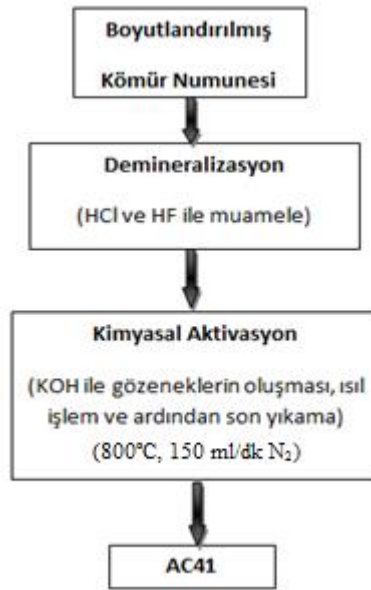 Boyutlandırılmış
Kömür Numunesi
Demineralizasyon
(HCl ve HF ile muamele)
Kimyasal Aktivasyon
(KOH ile gözeneklerin oluşması, ısıl
işlem ve ardından son yıkama)
(800°C, 150 ml/dk N₂)
AC41